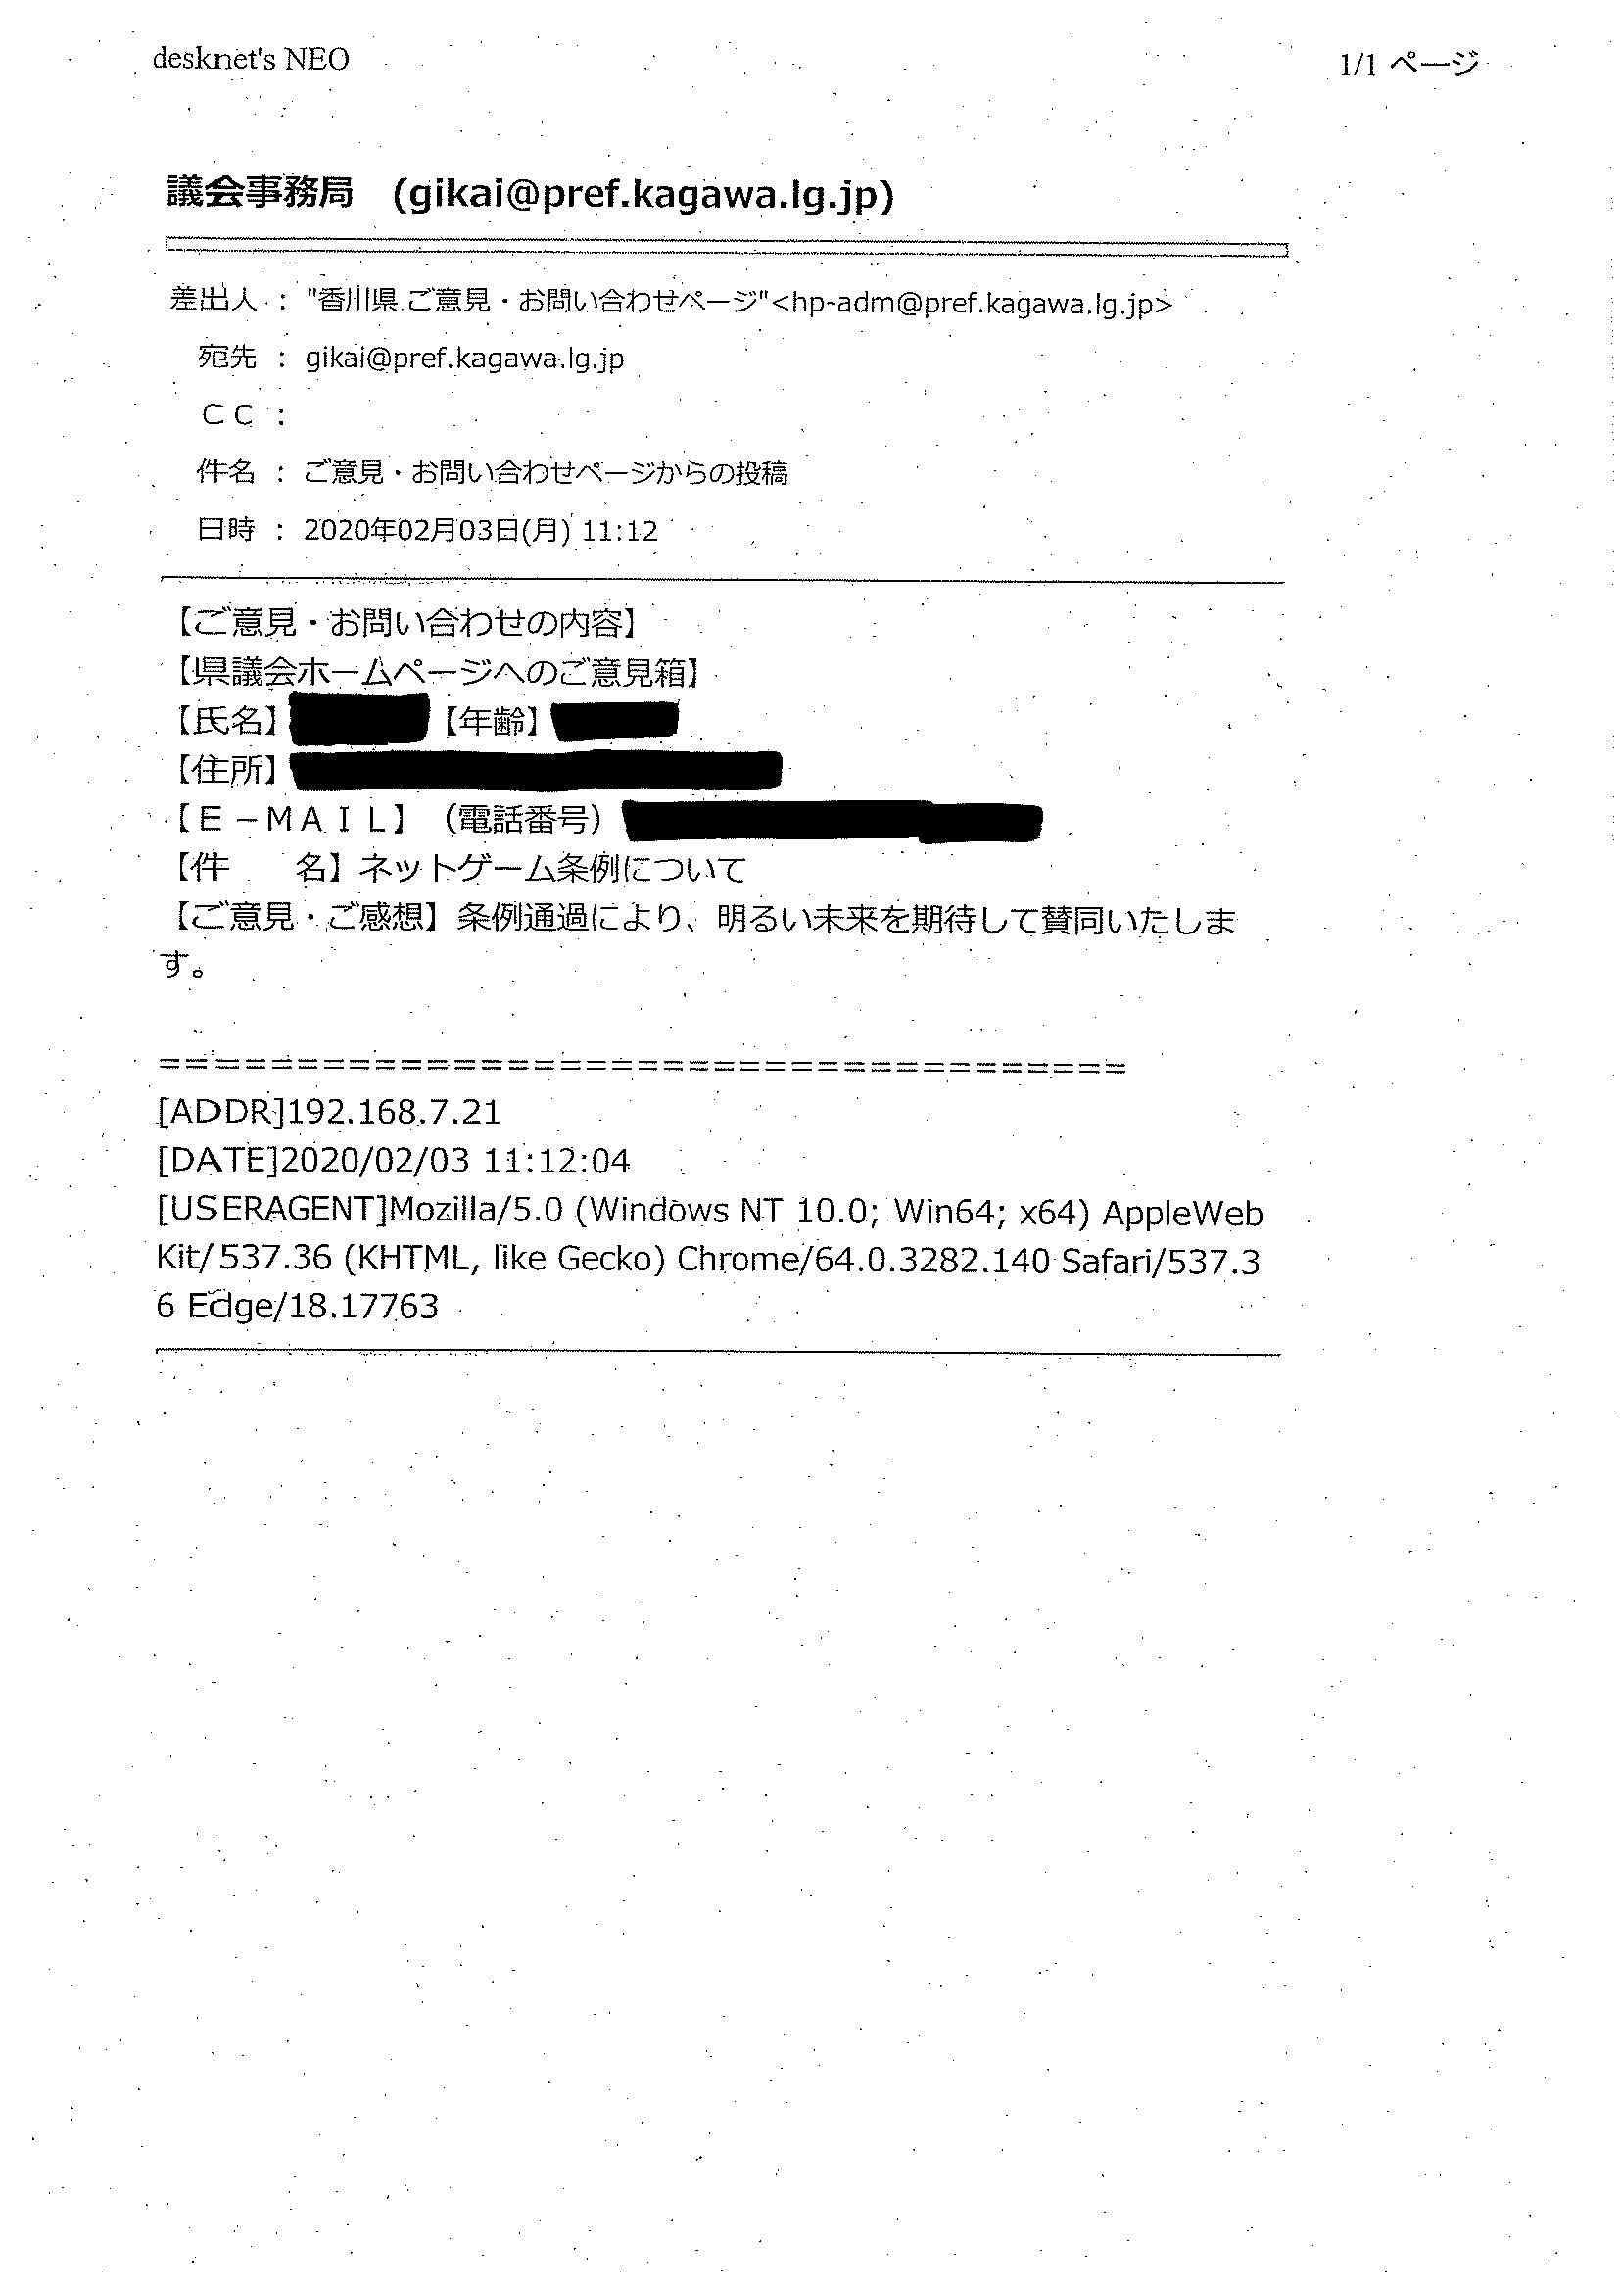 desknet's NEO
1/1 ページ
議会事務局 (gikai@pref.kagawa.lg.jp)
差出人 : "香川県 ご意見・お問い合わせページ"<hp-adm@pref.kagawa.lg.jp>
宛先 : gikai@pref.kagawa.lg.jp
ＣＣ :
件名 : ご意見・お問い合わせページからの投稿
日時 : 2020年02月03日(月) 11:12
【ご意見・お問い合わせの内容】
【県議会ホームページへのご意見箱】
【氏名】 【年齢】
【住所】
【Ｅ－ＭＡＩＬ】（電話番号）
【件　　名】ネットゲーム条例について
【ご意見・ご感想】条例通過により、明るい未来を期待して賛同いたしま
す。
=====================================
[ADDR]192.168.7.21
[DATE]2020/02/03 11:12:04
[USERAGENT]Mozilla/5.0 (Windows NT 10.0; Win64; x64) AppleWeb
Kit/537.36 (KHTML, like Gecko) Chrome/64.0.3282.140 Safari/537.3
6 Edge/18.17763